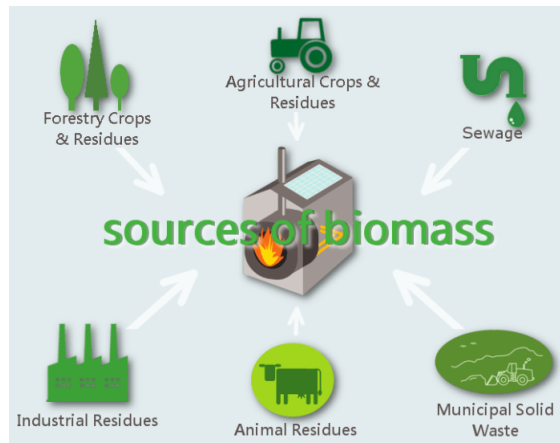 Agricultural Crops &
Residues
Forestry Crops
& Residues
Sewage
sources of biomass
Industrial Residues
Animal Residues
Municipal Solid
Waste